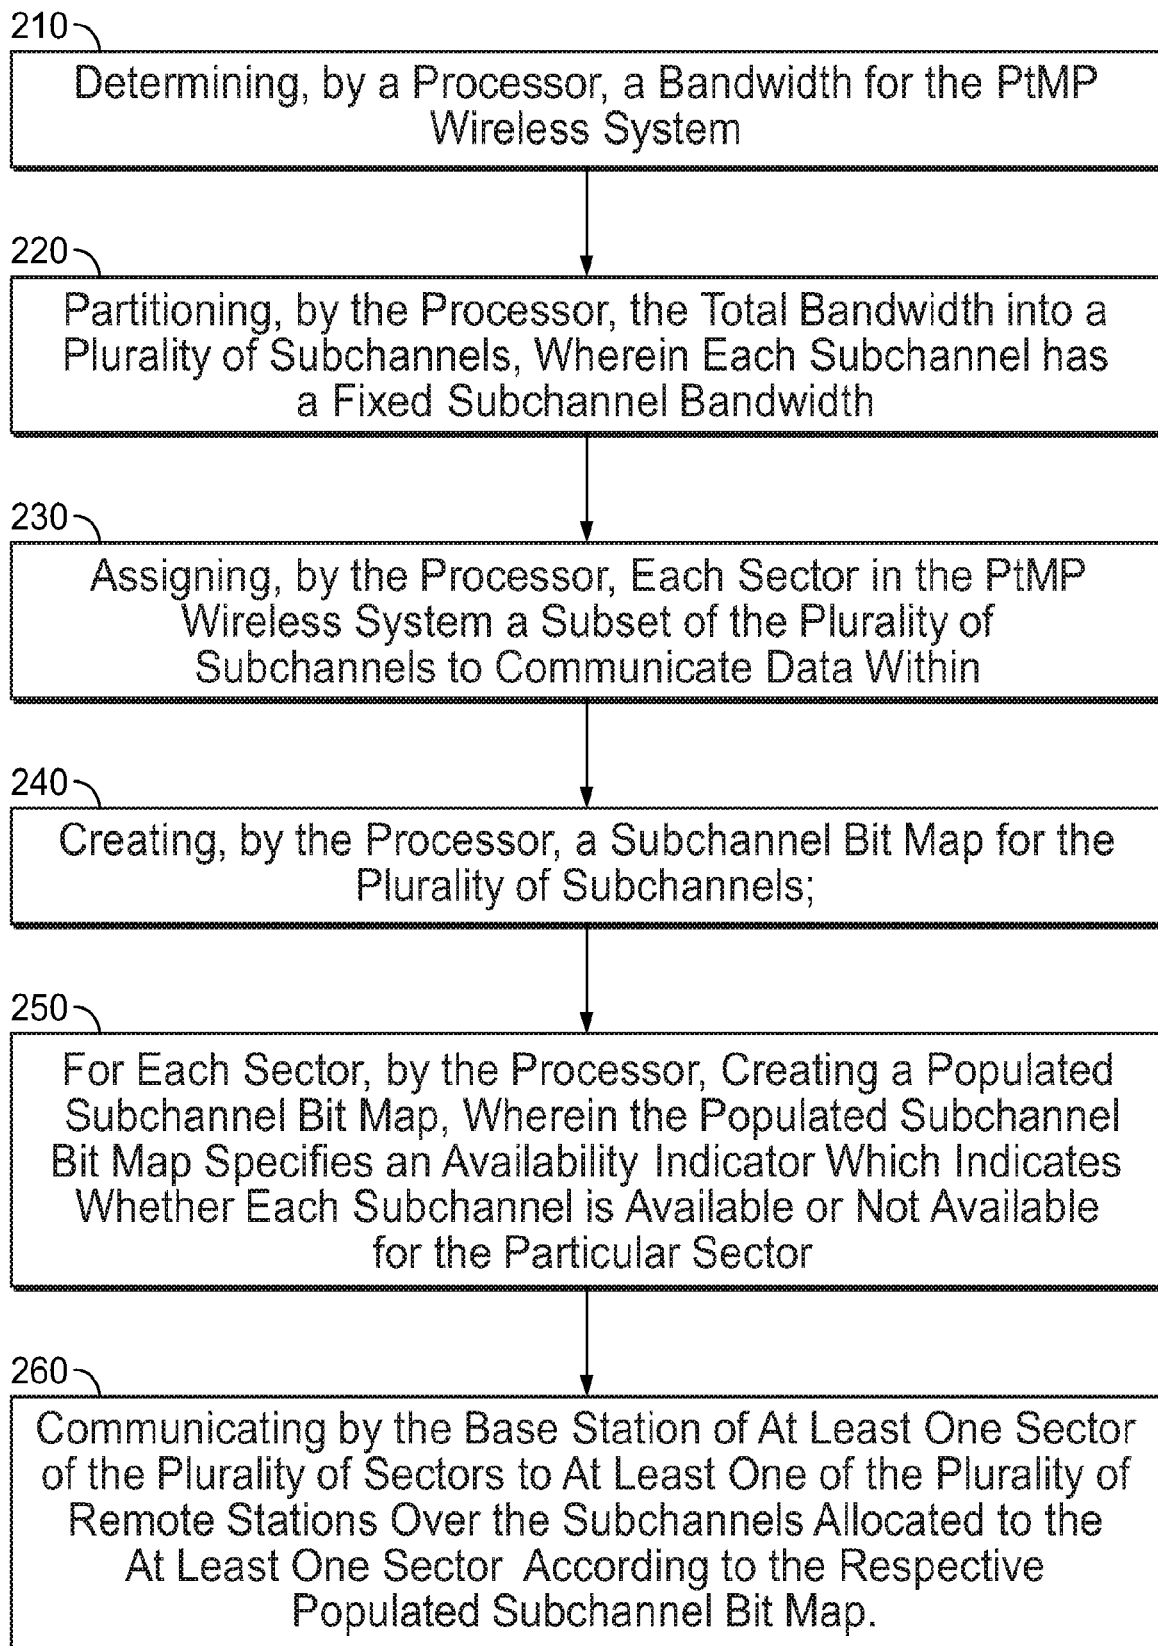 210
Determining, by a Processor, a Bandwidth for the PtMP
Wireless System
220
Partitioning, by the Processor, the Total Bandwidth into a
Plurality of Subchannels, Wherein Each Subchannel has
a Fixed Subchannel Bandwidth
230
Assigning, by the Processor, Each Sector in the PtMP
Wireless System a Subset of the Plurality of
Subchannels to Communicate Data Within
240
Creating, by the Processor, a Subchannel Bit Map for the
Plurality of Subchannels;
250
For Each Sector, by the Processor, Creating a Populated
Subchannel Bit Map, Wherein the Populated Subchannel
Bit Map Specifies an Availability Indicator Which Indicates
Whether Each Subchannel is Available or Not Available
for the Particular Sector
260
Communicating by the Base Station of At Least One Sector
of the Plurality of Sectors to At Least One of the Plurality of
Remote Stations Over the Subchannels Allocated to the
At Least One Sector According to the Respective
Populated Subchannel Bit Map.